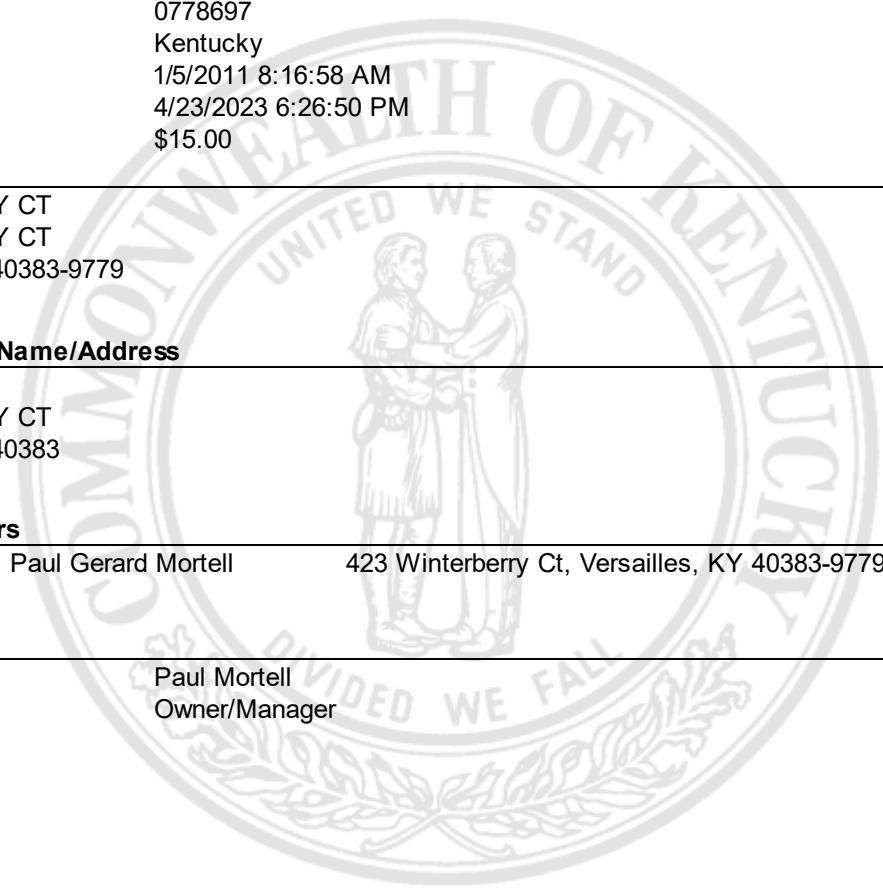 0778697
Kentucky
1/5/2011 8:16:58 AM
4/23/2023 6:26:50 PM
$15.00
Y CT
Y CT
40383-9779
Name/Address
Y CT
40383
rs
Paul Gerard Mortell 423 Winterberry Ct, Versailles, KY 40383-9779
Paul Mortell
Owner/Manager
COMMONWEALTH OF KENTUCKY
UNITED WE STAND
DIVIDED WE FALL